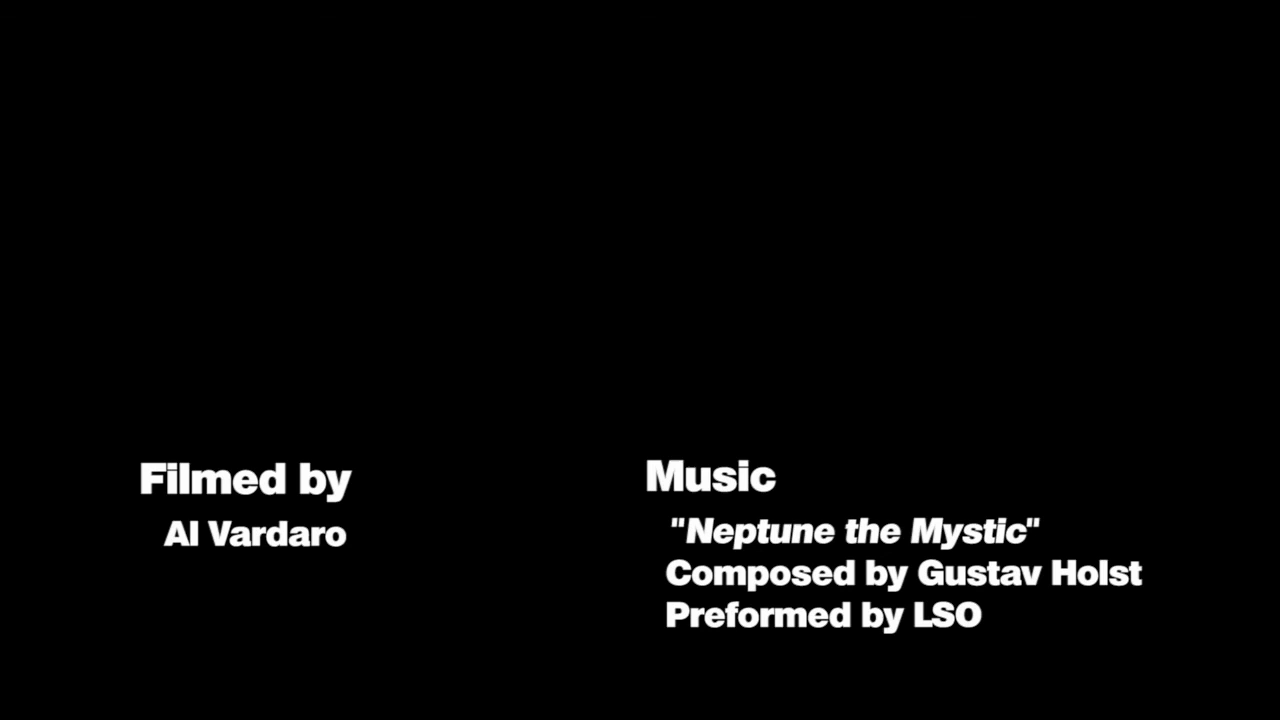 Filmed by
Al Vardaro
Music
"Neptune the Mystic"
Composed by Gustav Holst
Preformed by LSO